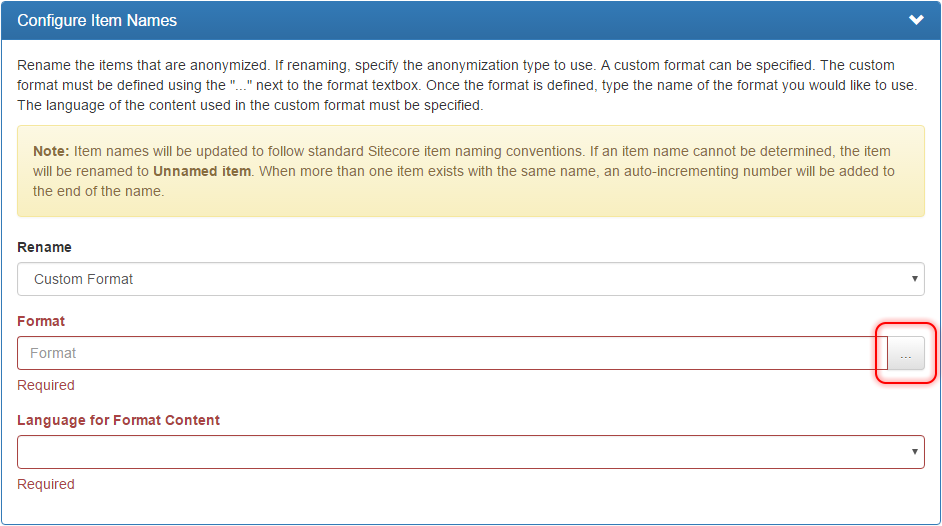 Configure Item Names
Rename the items that are anonymized. If renaming, specify the anonymization type to use. A custom format can be specified. The custom
format must be defined using the "..." next to the format textbox. Once the format is defined, type the name of the format you would like to use.
The language of the content used in the custom format must be specified.
Note: Item names will be updated to follow standard Sitecore item naming conventions. If an item name cannot be determined, the item
will be renamed to Unnamed item. When more than one item exists with the same name, an auto-incrementing number will be added to
the end of the name.
Rename
Custom Format
Format
Format ...
Required
Language for Format Content
Required